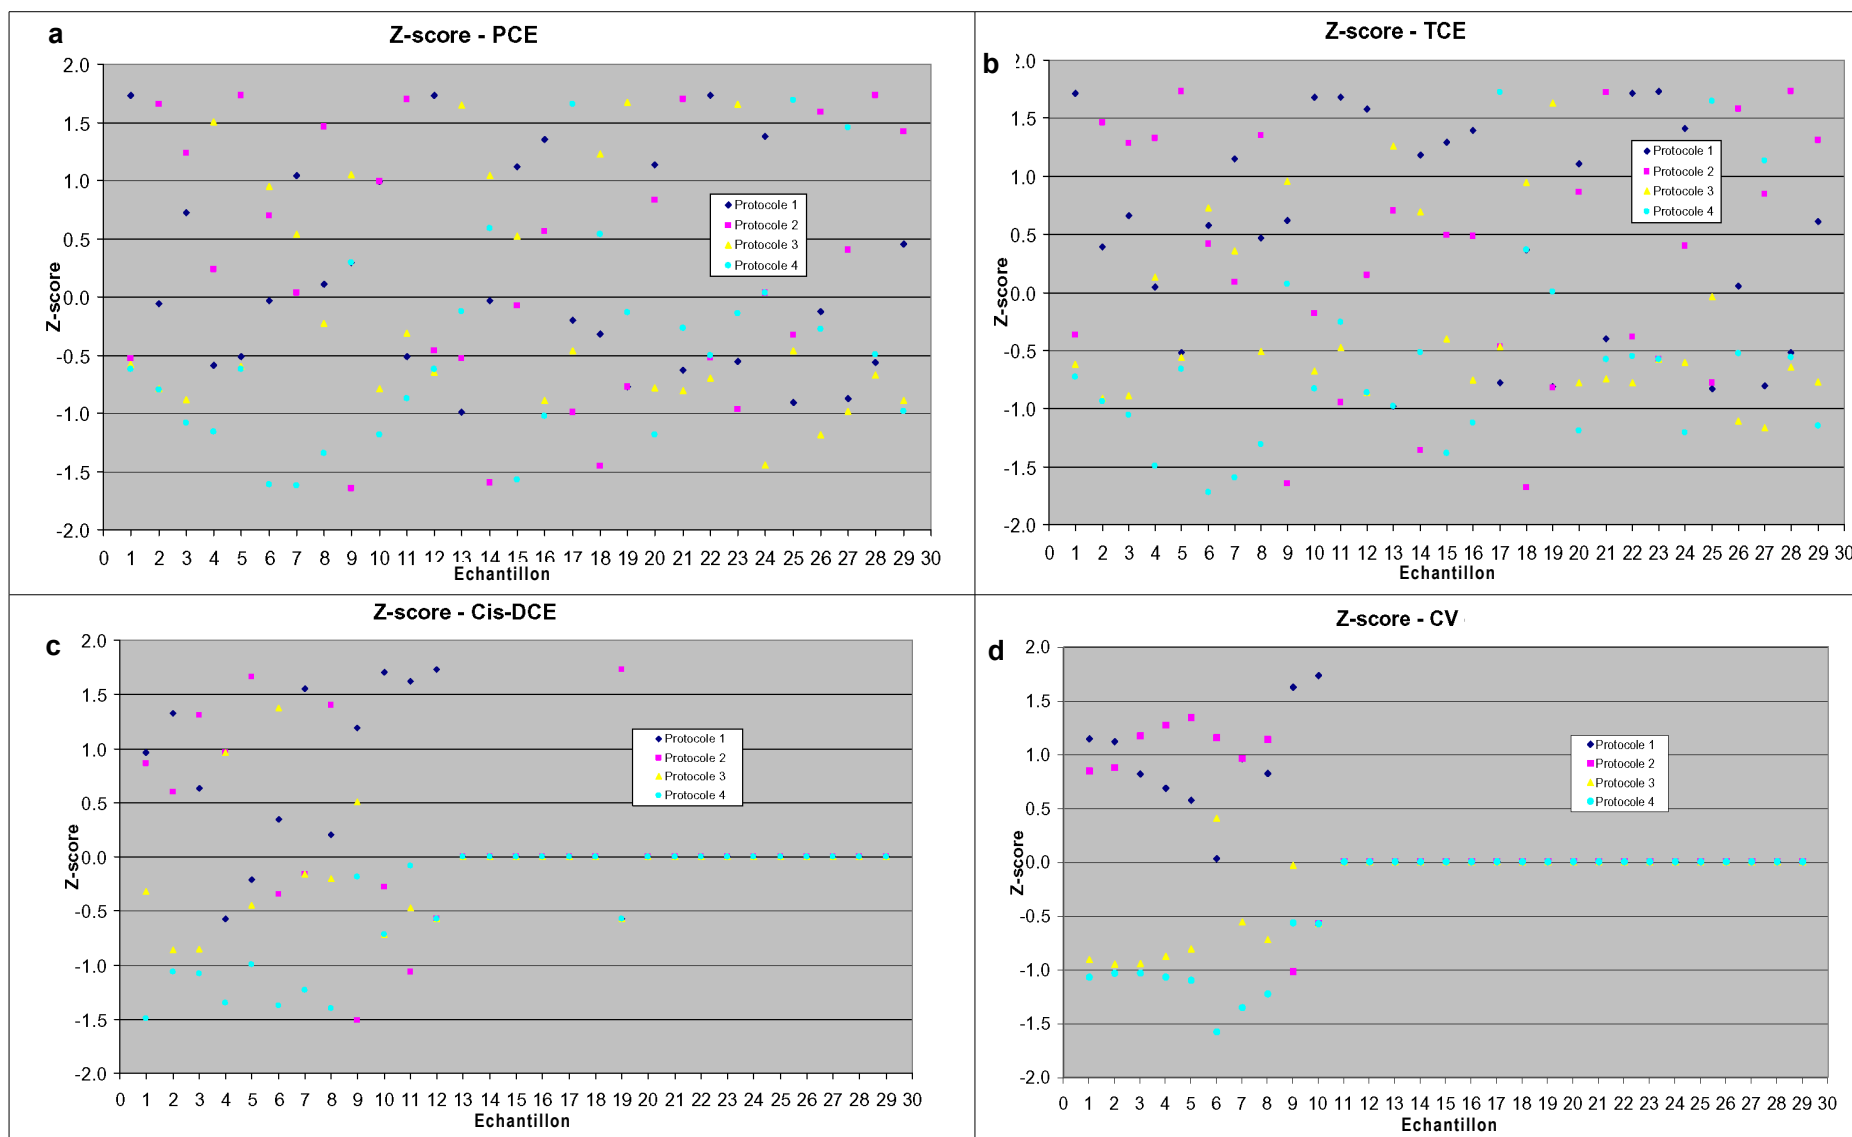 a
Z-score - PCE
2.0
1.5
1.0
0.5
0.0
-0.5
-1.0
-1.5
-2.0
Z-score
Protocole 1
Protocole 2
Protocole 3
Protocole 4
0 1 2 3 4 5 6 7 8 9 10 11 12 13 14 15 16 17 18 19 20 21 22 23 24 25 26 27 28 29 30
Echantillon
b
Z-score - TCE
2.0
1.5
1.0
0.5
0.0
-0.5
-1.0
-1.5
-2.0
Z-score
Protocole 1
Protocole 2
Protocole 3
Protocole 4
0 1 2 3 4 5 6 7 8 9 10 11 12 13 14 15 16 17 18 19 20 21 22 23 24 25 26 27 28 29 30
Echantillon
c
Z-score - Cis-DCE
2.0
1.5
1.0
0.5
0.0
-0.5
-1.0
-1.5
-2.0
Z-score
Protocole 1
Protocole 2
Protocole 3
Protocole 4
0 1 2 3 4 5 6 7 8 9 10 11 12 13 14 15 16 17 18 19 20 21 22 23 24 25 26 27 28 29 30
Echantillon
d
Z-score - CV
2.0
1.5
1.0
0.5
0.0
-0.5
-1.0
-1.5
-2.0
Z-score
Protocole 1
Protocole 2
Protocole 3
Protocole 4
0 1 2 3 4 5 6 7 8 9 10 11 12 13 14 15 16 17 18 19 20 21 22 23 24 25 26 27 28 29 30
Echantillon